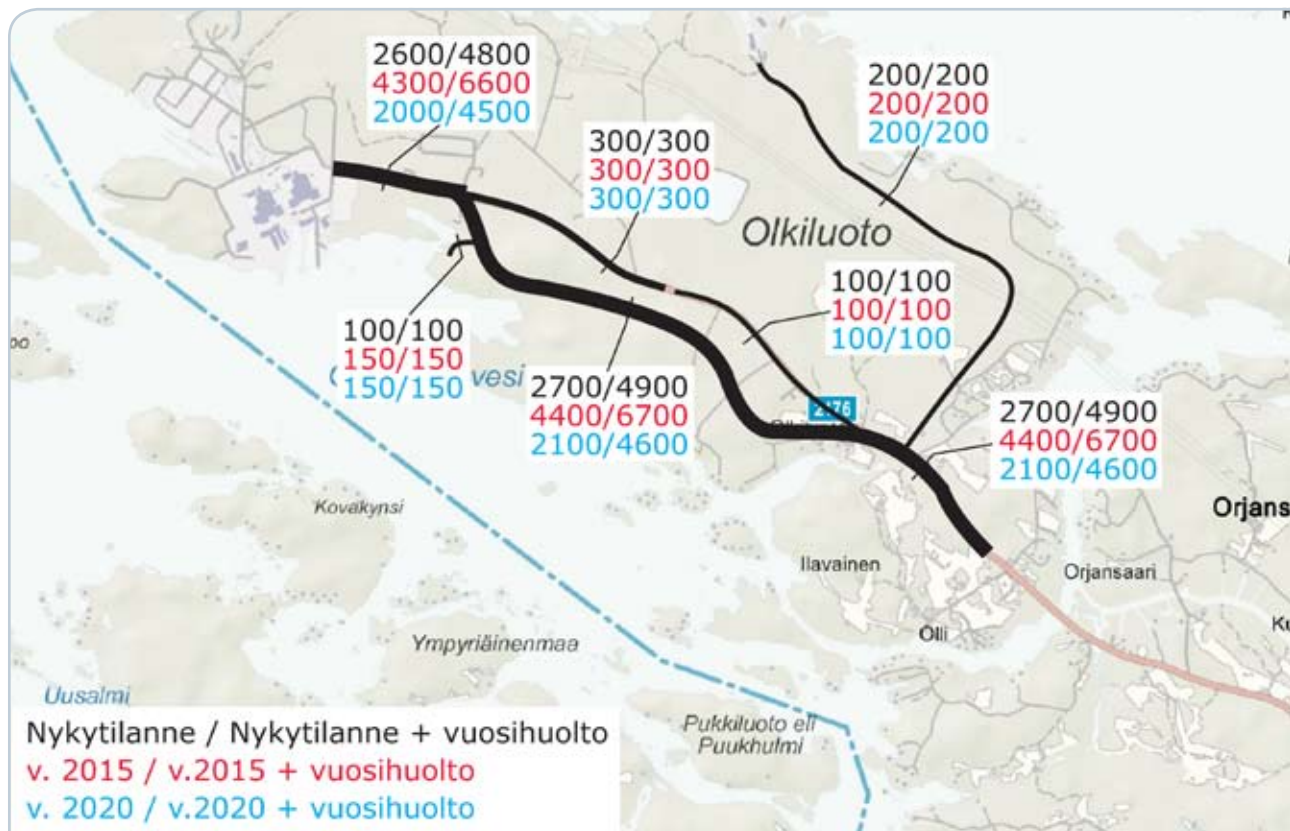 2600/4800
4300/6600
2000/4500
200/200
200/200
200/200
300/300
300/300
300/300
Olkiluoto
100/100
100/100
100/100
100/100
150/150
150/150
vesi
2700/4900
4400/6700
2100/4600
2176
2700/4900
4400/6700
2100/4600
Kovakynsi
Orjans
Ilavainen
Orjansaari
Olli
Ku
Ympyriäinenmaa
Uusalmi
Pukkiluoto eli
Puukhulmi
Nykytilanne / Nykytilanne + vuosihuolto
v. 2015 / v.2015 + vuosihuolto
v. 2020 / v.2020 + vuosihuolto